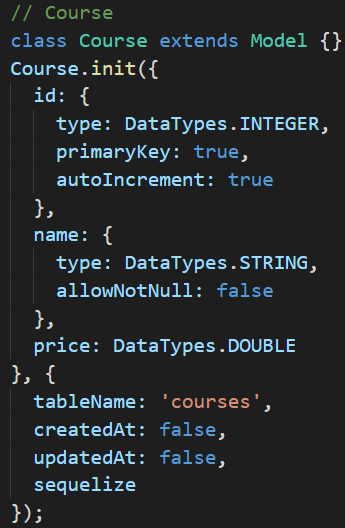 // Course
class Course extends Model {}
Course.init({
  id: {
    type: DataTypes.INTEGER,
    primaryKey: true,
    autoIncrement: true
  },
  name: {
    type: DataTypes.STRING,
    allowNotNull: false
  },
  price: DataTypes.DOUBLE
}, {
  tableName: 'courses',
  createdAt: false,
  updatedAt: false,
  sequelize
});